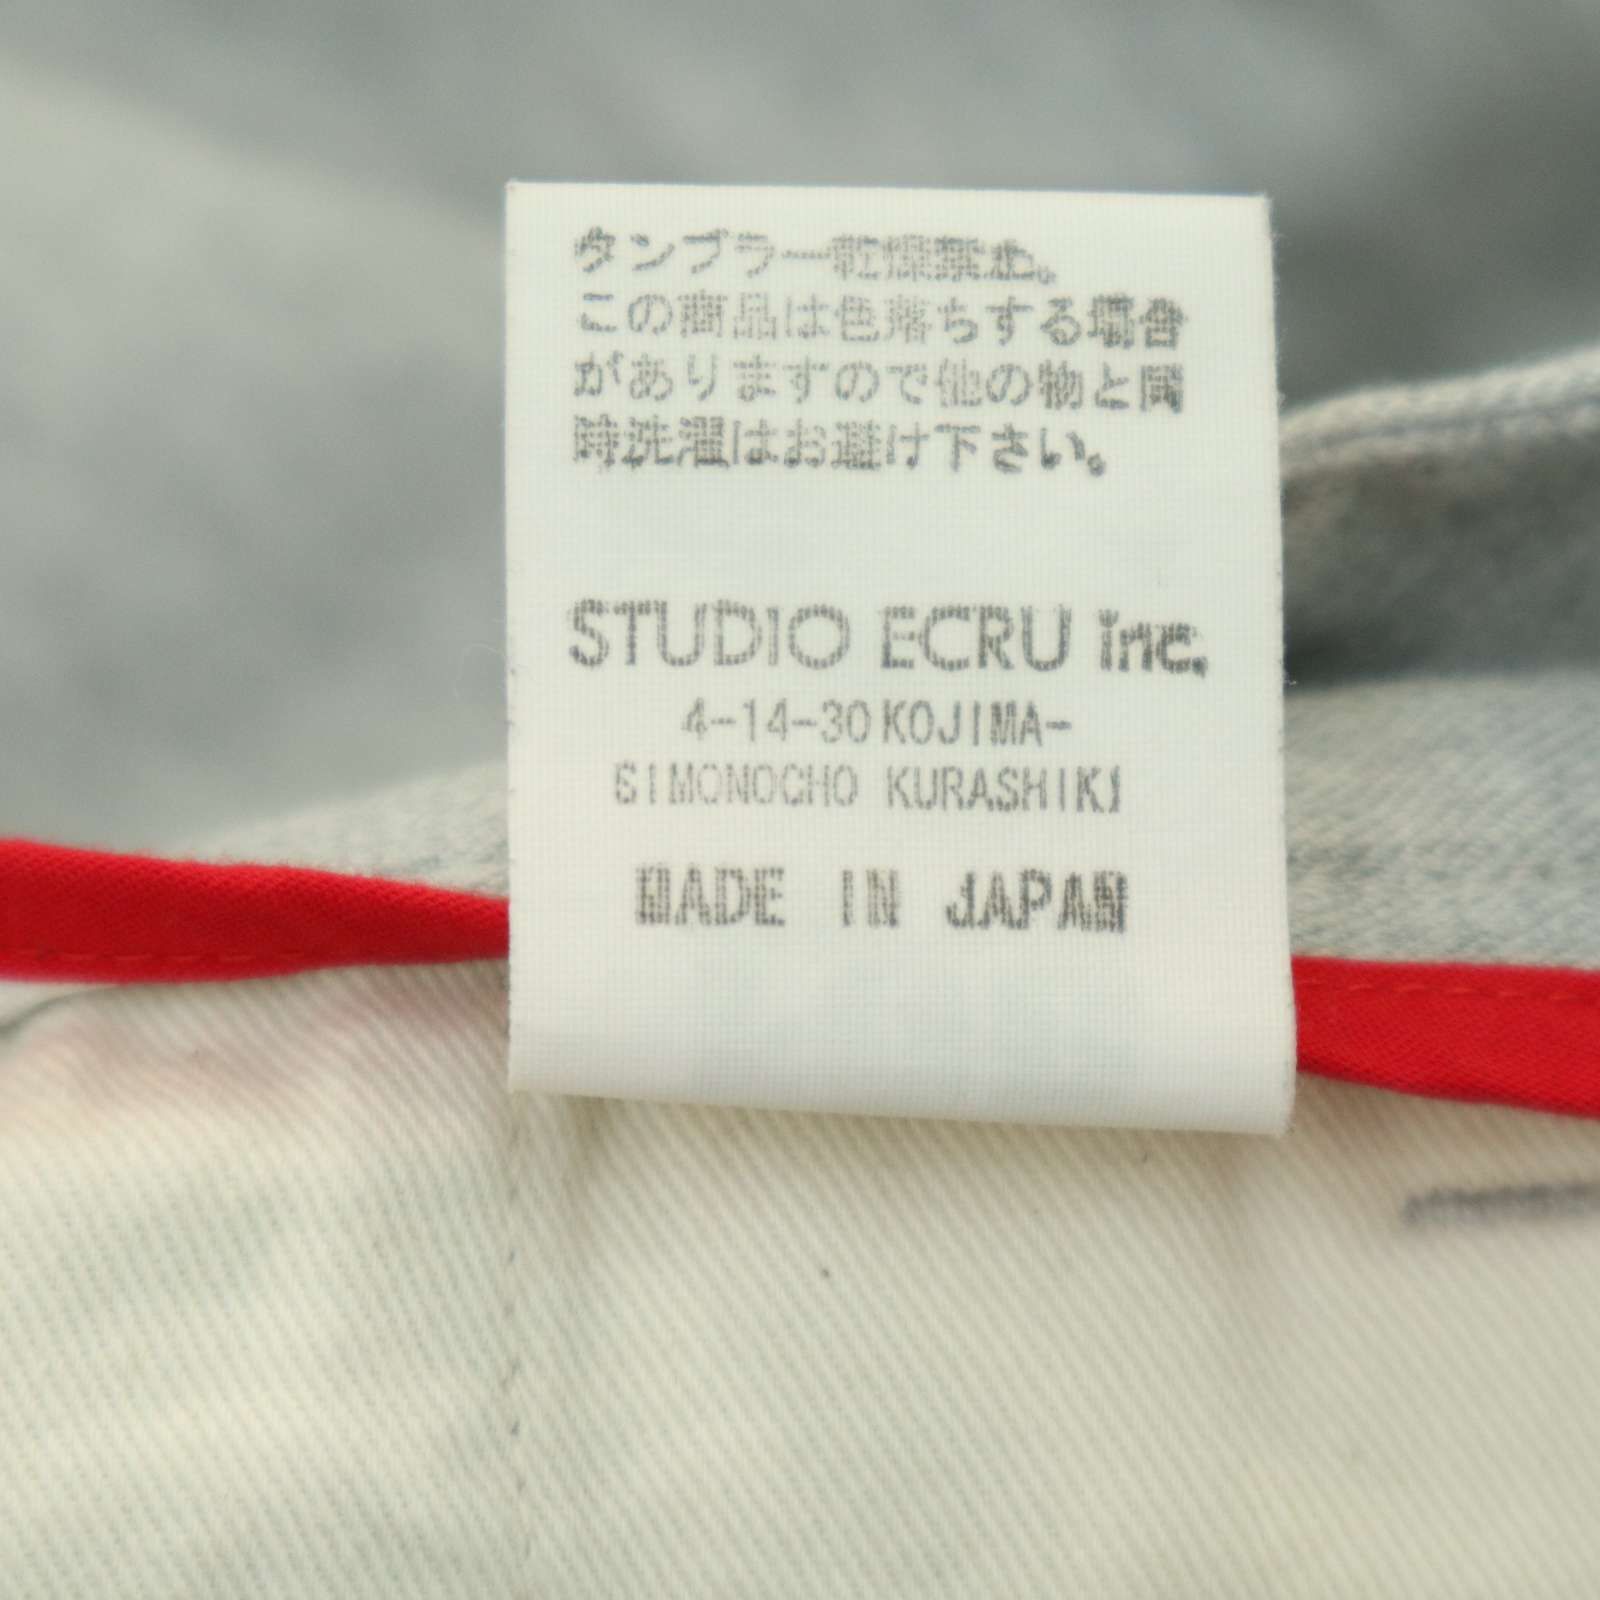 タンブラー乾燥禁止。
この商品は色落ちする場合
がありますので他の物と同
時洗濯はお避け下さい。
STUDIO ECRU inc.
4-14-30 KOJIMA-
SIMONOCHO KURASHIKI
MADE IN JAPAN